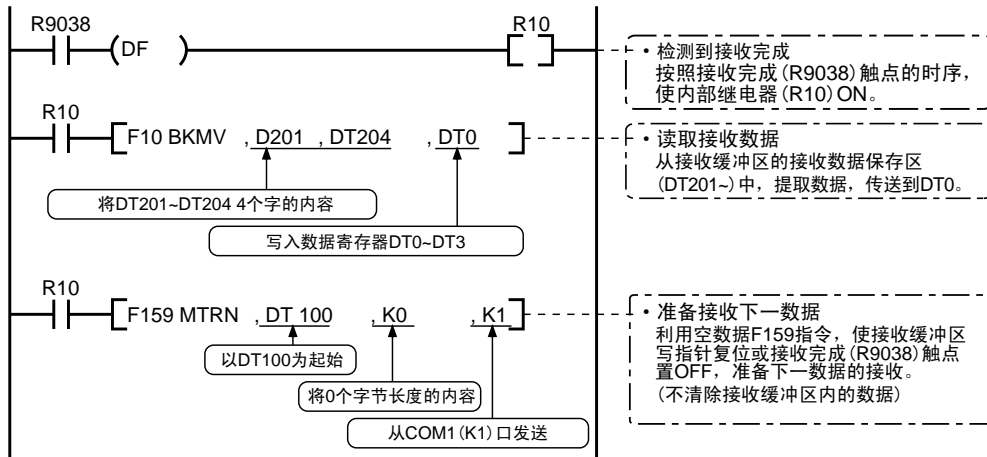 R9038
DF
R10
・检测到接收完成
按照接收完成(R9038)触点的时序，
使内部继电器(R10)ON。
R10
F10 BKMV , D201 , DT204 , DT0
・读取接收数据
从接收缓冲区的接收数据保存区
(DT201~)中，提取数据，传送到DT0。
将DT201~DT204 4个字的内容
写入数据寄存器DT0~DT3
R10
F159 MTRN , DT 100 , K0 , K1
・准备接收下一数据
利用空数据F159指令，使接收缓冲区
写指针复位或接收完成(R9038)触点
置OFF，准备下一数据的接收。
(不清除接收缓冲区内的数据)
以DT100为起始
将0个字节长度的内容
从COM1(K1)口发送